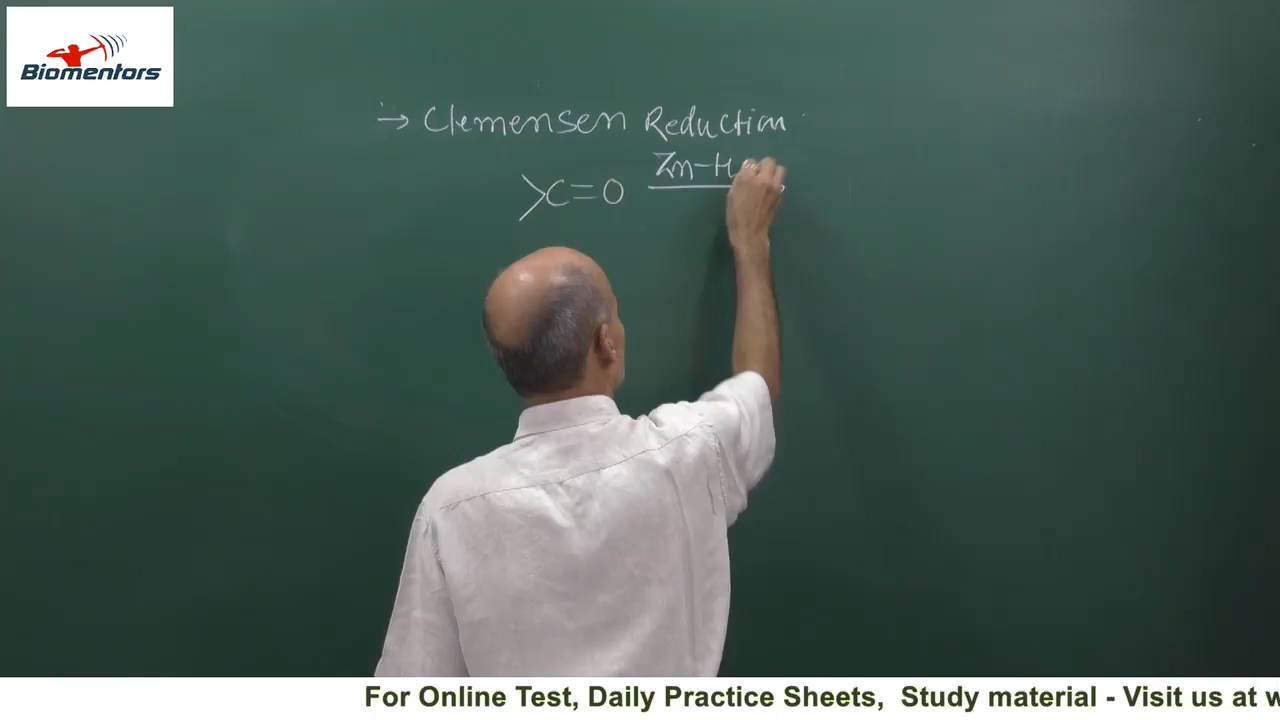 Biomentors
→ Clemensen Reduction
Zn-H
>C=O
For Online Test, Daily Practice Sheets, Study material - Visit us at w